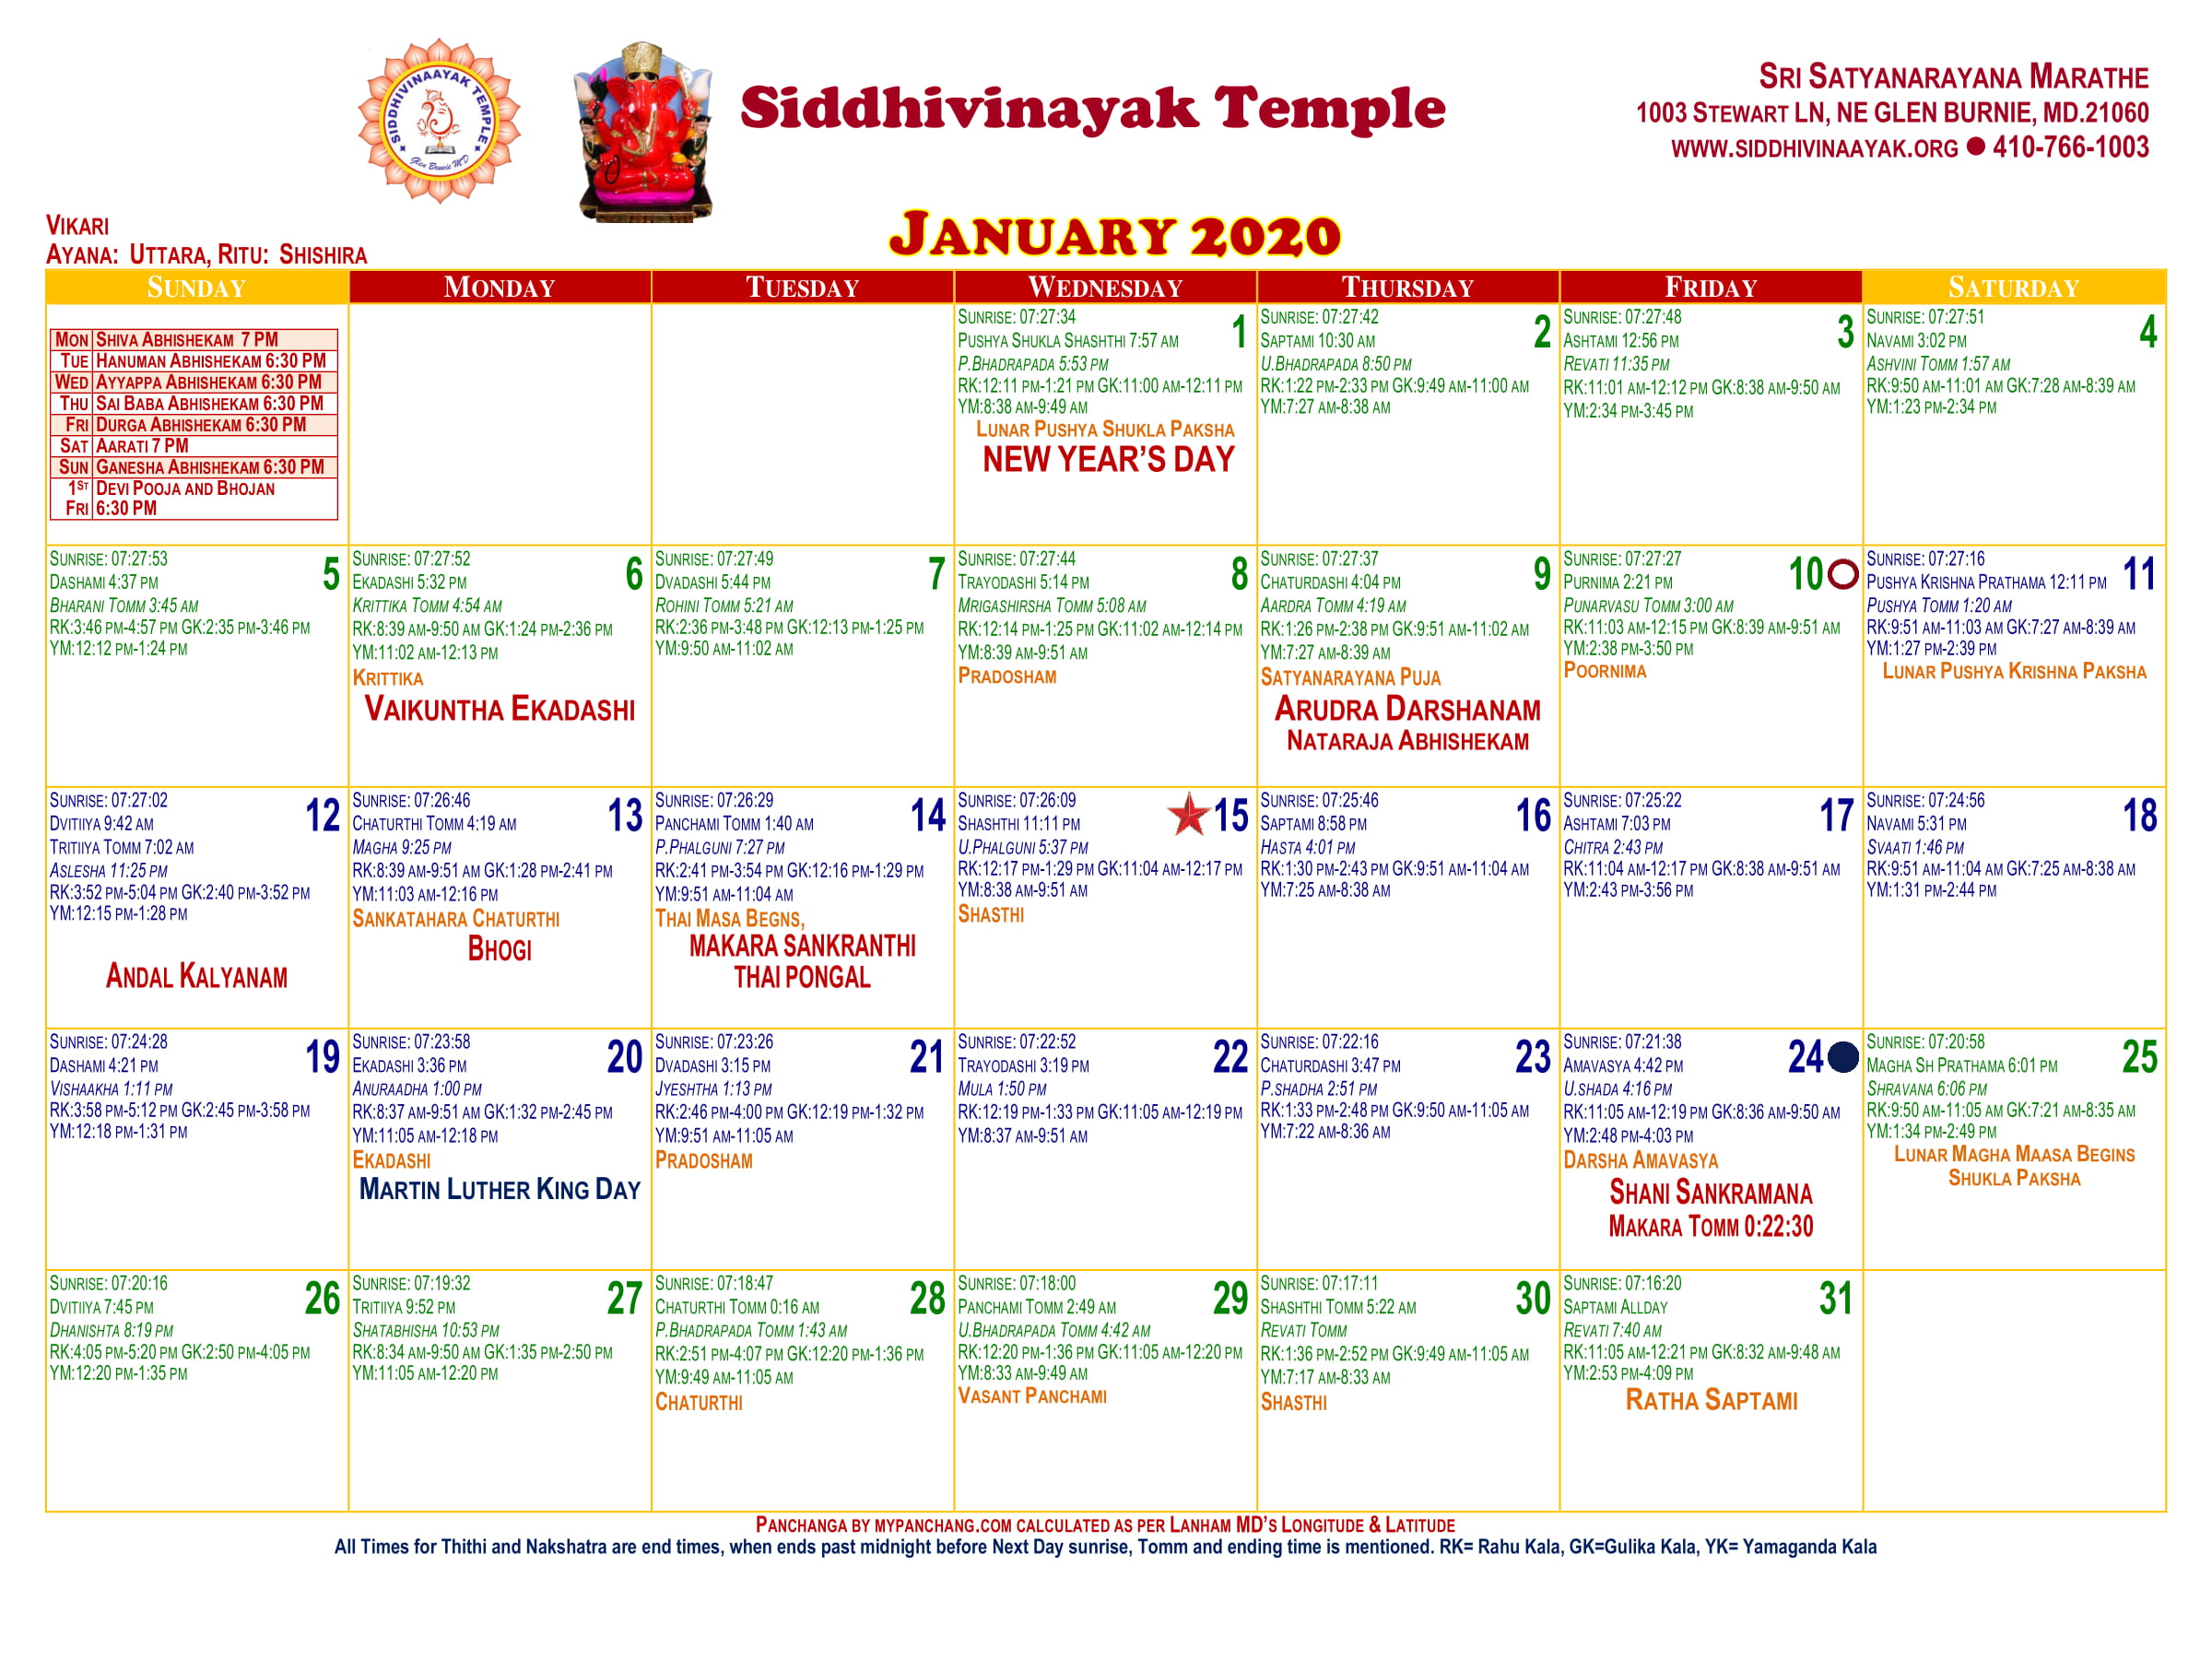 SIDDHIVINAAYAK TEMPLE
Glen Burnie MD
Siddhivinayak Temple
SRI SATYANARAYANA MARATHE
1003 STEWART LN, NE GLEN BURNIE, MD.21060
WWW.SIDDHIVINAAYAK.ORG ● 410-766-1003
VIKARI
AYANA: UTTARA, RITU: SHISHIRA
JANUARY 2020
SUNDAY MONDAY TUESDAY WEDNESDAY THURSDAY FRIDAY SATURDAY
MON SHIVA ABHISHEKAM 7 PM
TUE HANUMAN ABHISHEKAM 6:30 PM
WED AYYAPPA ABHISHEKAM 6:30 PM
THU SAI BABA ABHISHEKAM 6:30 PM
FRI DURGA ABHISHEKAM 6:30 PM
SAT AARATI 7 PM
SUN GANESHA ABHISHEKAM 6:30 PM
1ST DEVI POOJA AND BHOJAN
FRI 6:30 PM
SUNRISE: 07:27:34 1
PUSHYA SHUKLA SHASHTHI 7:57 AM
P.BHADRAPADA 5:53 PM
RK:12:11 PM-1:21 PM GK:11:00 AM-12:11 PM
YM:8:38 AM-9:49 AM
LUNAR PUSHYA SHUKLA PAKSHA
NEW YEAR'S DAY
SUNRISE: 07:27:42 2
SAPTAMI 10:30 AM
U.BHADRAPADA 8:50 PM
RK:1:22 PM-2:33 PM GK:9:49 AM-11:00 AM
YM:7:27 AM-8:38 AM
SUNRISE: 07:27:48 3
ASHTAMI 12:56 PM
REVATI 11:35 PM
RK:11:01 AM-12:12 PM GK:8:38 AM-9:50 AM
YM:2:34 PM-3:45 PM
SUNRISE: 07:27:51 4
NAVAMI 3:02 PM
ASHVINI TOMM 1:57 AM
RK:9:50 AM-11:01 AM GK:7:28 AM-8:39 AM
YM:1:23 PM-2:34 PM
SUNRISE: 07:27:53 5
DASHAMI 4:37 PM
BHARANI TOMM 3:45 AM
RK:3:46 PM-4:57 PM GK:2:35 PM-3:46 PM
YM:12:12 PM-1:24 PM
SUNRISE: 07:27:52 6
EKADASHI 5:32 PM
KRITTIKA TOMM 4:54 AM
RK:8:39 AM-9:50 AM GK:1:24 PM-2:36 PM
YM:11:02 AM-12:13 PM
KRITTIKA
VAIKUNTHA EKADASHI
SUNRISE: 07:27:49 7
DVADASHI 5:44 PM
ROHINI TOMM 5:21 AM
RK:2:36 PM-3:48 PM GK:12:13 PM-1:25 PM
YM:9:50 AM-11:02 AM
SUNRISE: 07:27:44 8
TRAYODASHI 5:14 PM
MRIGASHIRSHA TOMM 5:08 AM
RK:12:14 PM-1:25 PM GK:11:02 AM-12:14 PM
YM:8:39 AM-9:51 AM
PRADOSHAM
SUNRISE: 07:27:37 9
CHATURDASHI 4:04 PM
AARDRA TOMM 4:19 AM
RK:1:26 PM-2:38 PM GK:9:51 AM-11:02 AM
YM:7:27 AM-8:39 AM
SATYANARAYANA PUJA
ARUDRA DARSHANAM
NATARAJA ABHISHEKAM
SUNRISE: 07:27:27 10
PURNIMA 2:21 PM
PUNARVASU TOMM 3:00 AM
RK:11:03 AM-12:15 PM GK:8:39 AM-9:51 AM
YM:2:38 PM-3:50 PM
POORNIMA
SUNRISE: 07:27:16 11
PUSHYA KRISHNA PRATHAMA 12:11 PM
PUSHYA TOMM 1:20 AM
RK:9:51 AM-11:03 AM GK:7:27 AM-8:39 AM
YM:1:27 PM-2:39 PM
LUNAR PUSHYA KRISHNA PAKSHA
SUNRISE: 07:27:02 12
DVITIIYA 9:42 AM
TRITIIYA TOMM 7:02 AM
ASLESHA 11:25 PM
RK:3:52 PM-5:04 PM GK:2:40 PM-3:52 PM
YM:12:15 PM-1:28 PM
ANDAL KALYANAM
SUNRISE: 07:26:46 13
CHATURTHI TOMM 4:19 AM
MAGHA 9:25 PM
RK:8:39 AM-9:51 AM GK:1:28 PM-2:41 PM
YM:11:03 AM-12:16 PM
SANKATAHARA CHATURTHI
BHOGI
SUNRISE: 07:26:29 14
PANCHAMI TOMM 1:40 AM
P.PHALGUNI 7:27 PM
RK:2:41 PM-3:54 PM GK:12:16 PM-1:29 PM
YM:9:51 AM-11:04 AM
THAI MASA BEGNS,
MAKARA SANKRANTHI
THAI PONGAL
SUNRISE: 07:26:09 15
SHASHTHI 11:11 PM
U.PHALGUNI 5:37 PM
RK:12:17 PM-1:29 PM GK:11:04 AM-12:17 PM
YM:8:38 AM-9:51 AM
SHASTHI
SUNRISE: 07:25:46 16
SAPTAMI 8:58 PM
HASTA 4:01 PM
RK:1:30 PM-2:43 PM GK:9:51 AM-11:04 AM
YM:7:25 AM-8:38 AM
SUNRISE: 07:25:22 17
ASHTAMI 7:03 PM
CHITRA 2:43 PM
RK:11:04 AM-12:17 PM GK:8:38 AM-9:51 AM
YM:2:43 PM-3:56 PM
SUNRISE: 07:24:56 18
NAVAMI 5:31 PM
SVAATI 1:46 PM
RK:9:51 AM-11:04 AM GK:7:25 AM-8:38 AM
YM:1:31 PM-2:44 PM
SUNRISE: 07:24:28 19
DASHAMI 4:21 PM
VISHAAKHA 1:11 PM
RK:3:58 PM-5:12 PM GK:2:45 PM-3:58 PM
YM:12:18 PM-1:31 PM
SUNRISE: 07:23:58 20
EKADASHI 3:36 PM
ANURAADHA 1:00 PM
RK:8:37 AM-9:51 AM GK:1:32 PM-2:45 PM
YM:11:05 AM-12:18 PM
EKADASHI
MARTIN LUTHER KING DAY
SUNRISE: 07:23:26 21
DVADASHI 3:15 PM
JYESHTHA 1:13 PM
RK:2:46 PM-4:00 PM GK:12:19 PM-1:32 PM
YM:9:51 AM-11:05 AM
PRADOSHAM
SUNRISE: 07:22:52 22
TRAYODASHI 3:19 PM
MULA 1:50 PM
RK:12:19 PM-1:33 PM GK:11:05 AM-12:19 PM
YM:8:37 AM-9:51 AM
SUNRISE: 07:22:16 23
CHATURDASHI 3:47 PM
P.SHADHA 2:51 PM
RK:1:33 PM-2:48 PM GK:9:50 AM-11:05 AM
YM:7:22 AM-8:36 AM
SUNRISE: 07:21:38 24
AMAVASYA 4:42 PM
U.SHADA 4:16 PM
RK:11:05 AM-12:19 PM GK:8:36 AM-9:50 AM
YM:2:48 PM-4:03 PM
DARSHA AMAVASYA
SHANI SANKRAMANA
MAKARA TOMM 0:22:30
SUNRISE: 07:20:58 25
MAGHA SH PRATHAMA 6:01 PM
SHRAVANA 6:06 PM
RK:9:50 AM-11:05 AM GK:7:21 AM-8:35 AM
YM:1:34 PM-2:49 PM
LUNAR MAGHA MAASA BEGINS
SHUKLA PAKSHA
SUNRISE: 07:20:16 26
DVITIIYA 7:45 PM
DHANISHTA 8:19 PM
RK:4:05 PM-5:20 PM GK:2:50 PM-4:05 PM
YM:12:20 PM-1:35 PM
SUNRISE: 07:19:32 27
TRITIIYA 9:52 PM
SHATABHISHA 10:53 PM
RK:8:34 AM-9:50 AM GK:1:35 PM-2:50 PM
YM:11:05 AM-12:20 PM
SUNRISE: 07:18:47 28
CHATURTHI TOMM 0:16 AM
P.BHADRAPADA TOMM 1:43 AM
RK:2:51 PM-4:07 PM GK:12:20 PM-1:36 PM
YM:9:49 AM-11:05 AM
CHATURTHI
SUNRISE: 07:18:00 29
PANCHAMI TOMM 2:49 AM
U.BHADRAPADA TOMM 4:42 AM
RK:12:20 PM-1:36 PM GK:11:05 AM-12:20 PM
YM:8:33 AM-9:49 AM
VASANT PANCHAMI
SUNRISE: 07:17:11 30
SHASHTHI TOMM 5:22 AM
REVATI TOMM
RK:1:36 PM-2:52 PM GK:9:49 AM-11:05 AM
YM:7:17 AM-8:33 AM
SHASTHI
SUNRISE: 07:16:20 31
SAPTAMI ALLDAY
REVATI 7:40 AM
RK:11:05 AM-12:21 PM GK:8:32 AM-9:48 AM
YM:2:53 PM-4:09 PM
RATHA SAPTAMI
PANCHANGA BY MYPANCHANG.COM CALCULATED AS PER LANHAM MD'S LONGITUDE & LATITUDE
All Times for Thithi and Nakshatra are end times, when ends past midnight before Next Day sunrise, Tomm and ending time is mentioned. RK= Rahu Kala, GK=Gulika Kala, YK= Yamaganda Kala